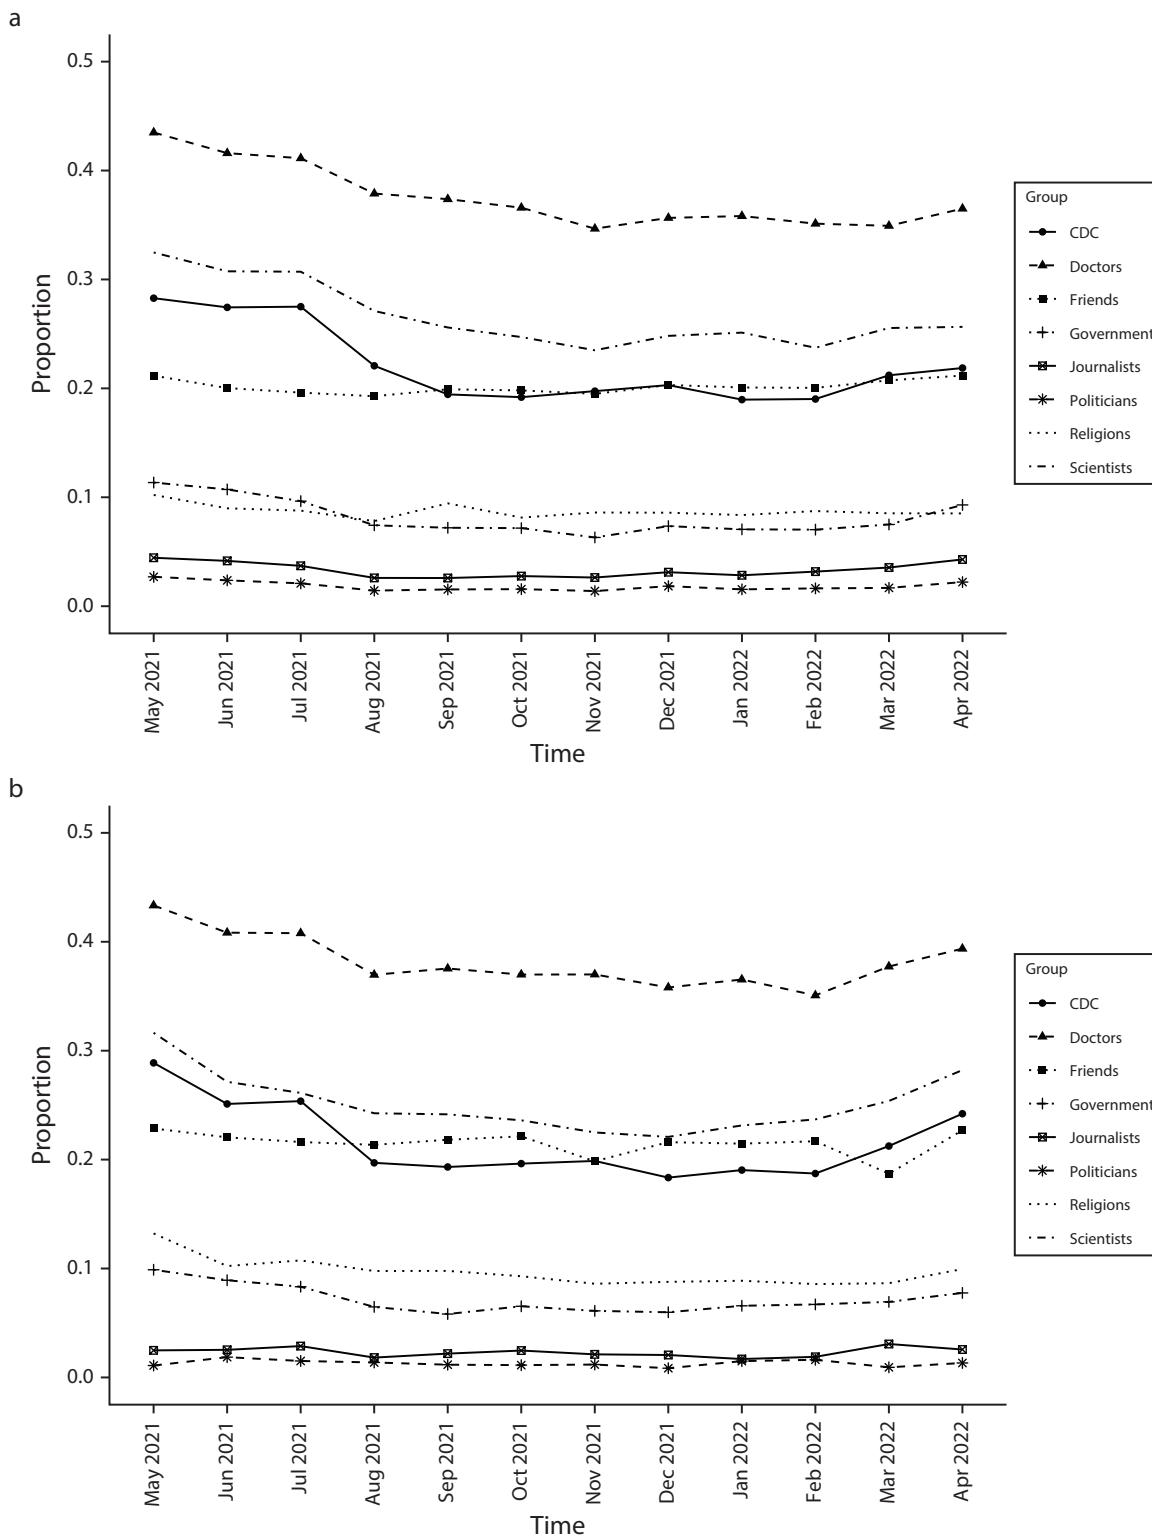 a
0.5
0.4
0.3
0.2
0.1
0.0
Proportion
May 2021
Jun 2021
Jul 2021
Aug 2021
Sep 2021
Oct 2021
Nov 2021
Dec 2021
Jan 2022
Feb 2022
Mar 2022
Apr 2022
Time
Group
CDC
Doctors
Friends
Government
Journalists
Politicians
Religions
Scientists
b
0.5
0.4
0.3
0.2
0.1
0.0
Proportion
May 2021
Jun 2021
Jul 2021
Aug 2021
Sep 2021
Oct 2021
Nov 2021
Dec 2021
Jan 2022
Feb 2022
Mar 2022
Apr 2022
Time
Group
CDC
Doctors
Friends
Government
Journalists
Politicians
Religions
Scientists